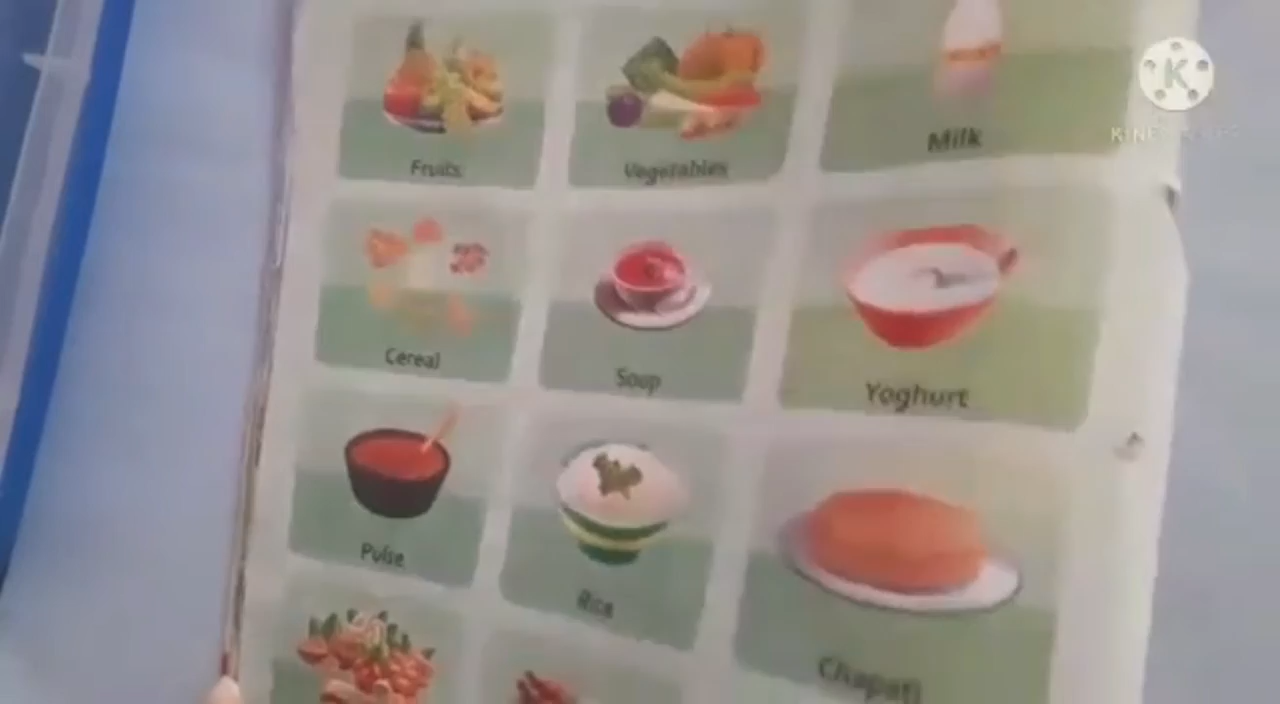 Fruits
Vegetables
Milk
Cereal
Soup
Yoghurt
Pulse
Rice
Chapati
K